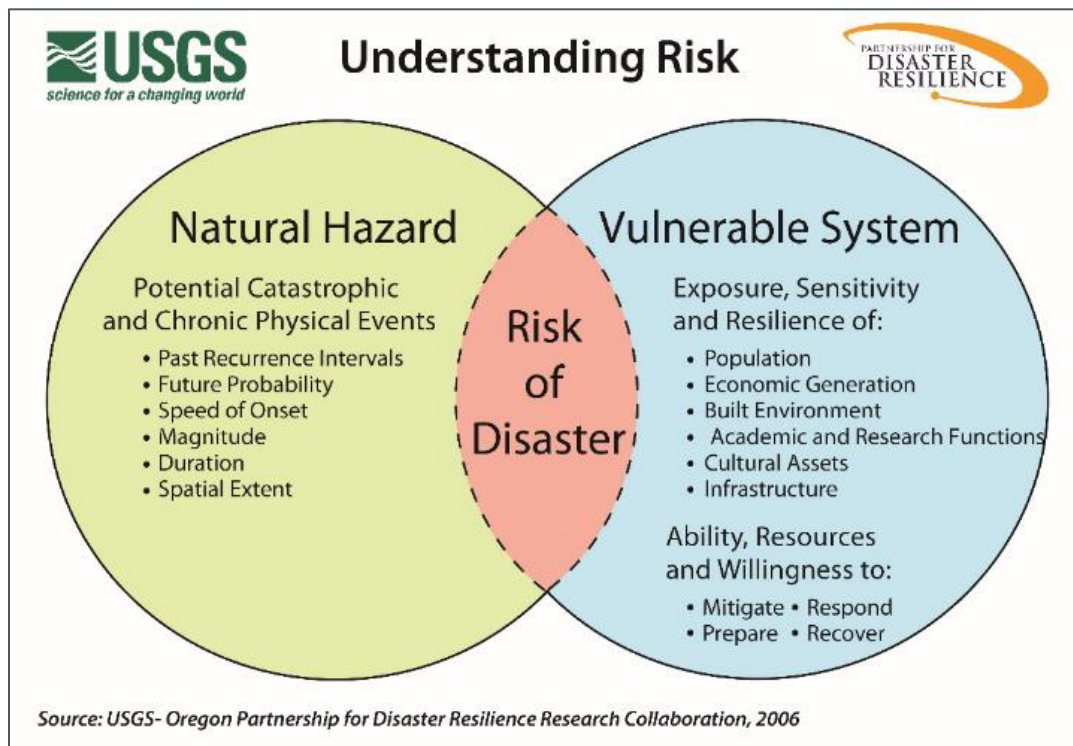 USGS
science for a changing world
Understanding Risk
PARTNERSHIP FOR
DISASTER
RESILIENCE
Natural Hazard
Potential Catastrophic
and Chronic Physical Events
• Past Recurrence Intervals
• Future Probability
• Speed of Onset
• Magnitude
• Duration
• Spatial Extent
Risk
of
Disaster
Vulnerable System
Exposure, Sensitivity
and Resilience of:
• Population
• Economic Generation
• Built Environment
• Academic and Research Functions
• Cultural Assets
• Infrastructure
Ability, Resources
and Willingness to:
• Mitigate • Respond
• Prepare • Recover
Source: USGS- Oregon Partnership for Disaster Resilience Research Collaboration, 2006